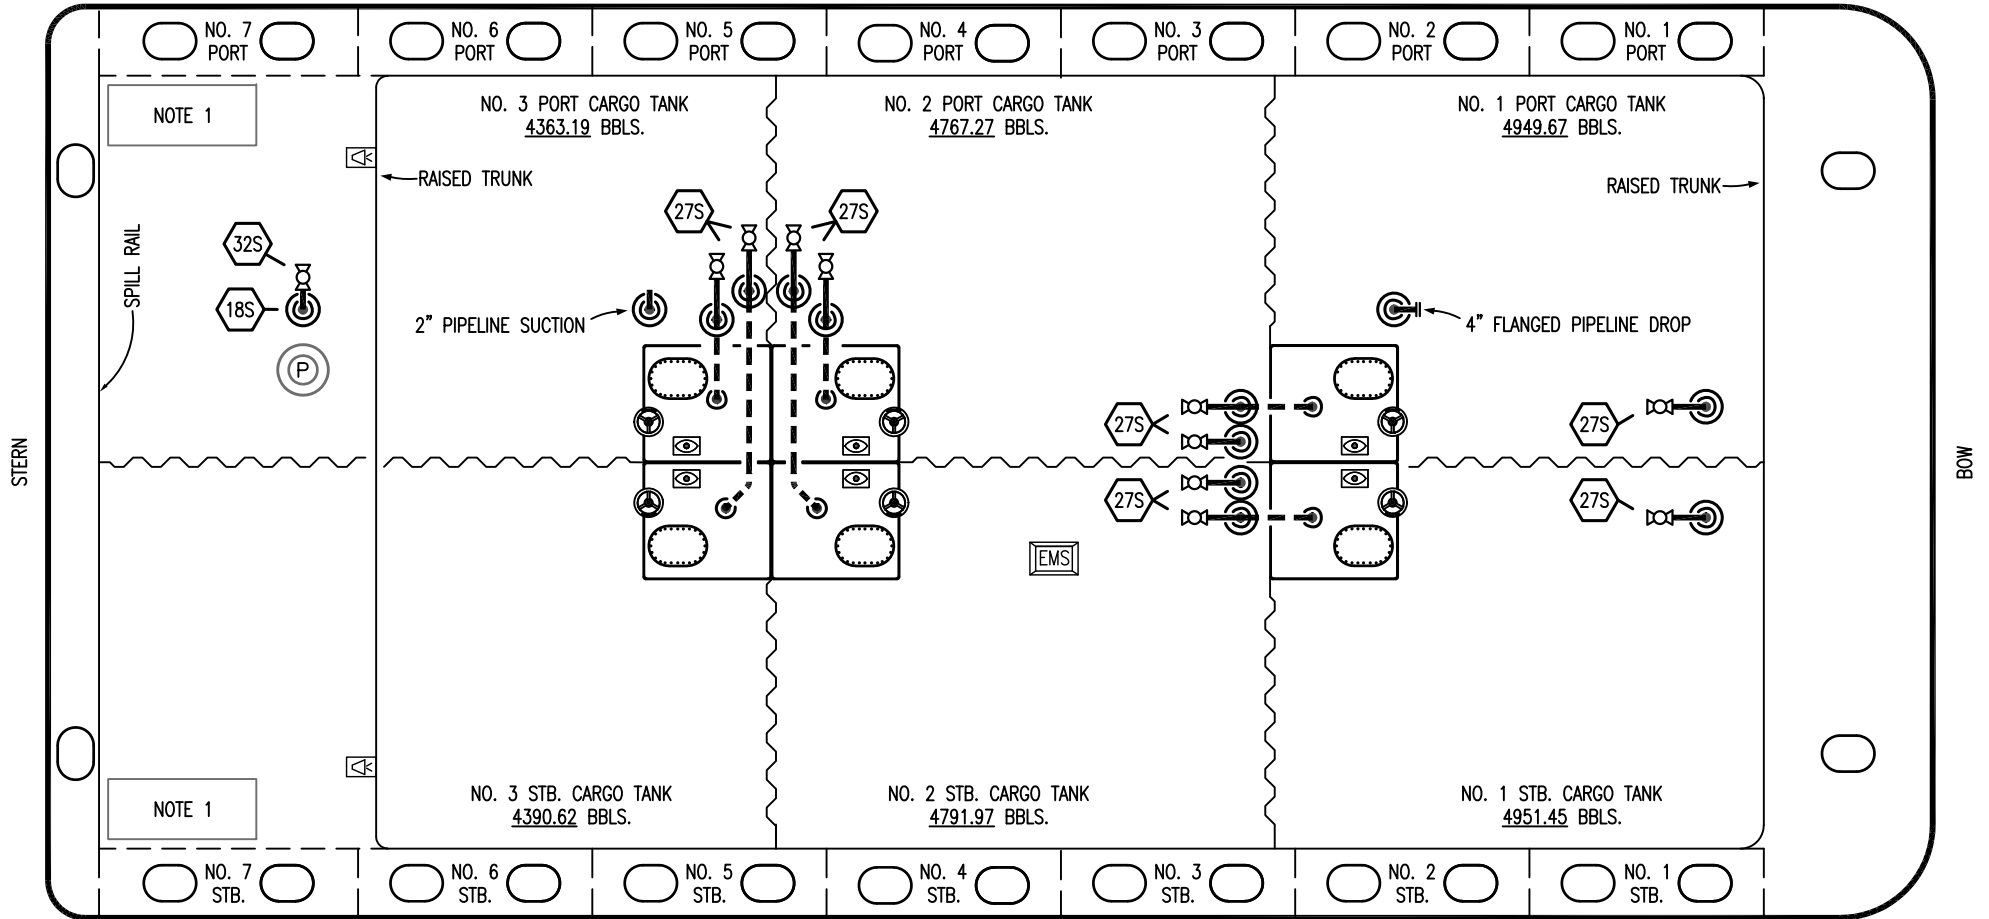 NO. 7
PORT
NO. 6
PORT
NO. 5
PORT
NO. 4
PORT
NO. 3
PORT
NO. 2
PORT
NO. 1
PORT
NOTE 1
NO. 3 PORT CARGO TANK
4363.19 BBLS.
NO. 2 PORT CARGO TANK
4767.27 BBLS.
NO. 1 PORT CARGO TANK
4949.67 BBLS.
RAISED TRUNK
RAISED TRUNK
27S
27S
32S
18S
SPILL RAIL
2" PIPELINE SUCTION
4" FLANGED PIPELINE DROP
P
27S
27S
STERN
BOW
27S
27S
EMS
NO. 3 STB. CARGO TANK
4390.62 BBLS.
NO. 2 STB. CARGO TANK
4791.97 BBLS.
NO. 1 STB. CARGO TANK
4951.45 BBLS.
NOTE 1
NO. 7
STB.
NO. 6
STB.
NO. 5
STB.
NO. 4
STB.
NO. 3
STB.
NO. 2
STB.
NO. 1
STB.